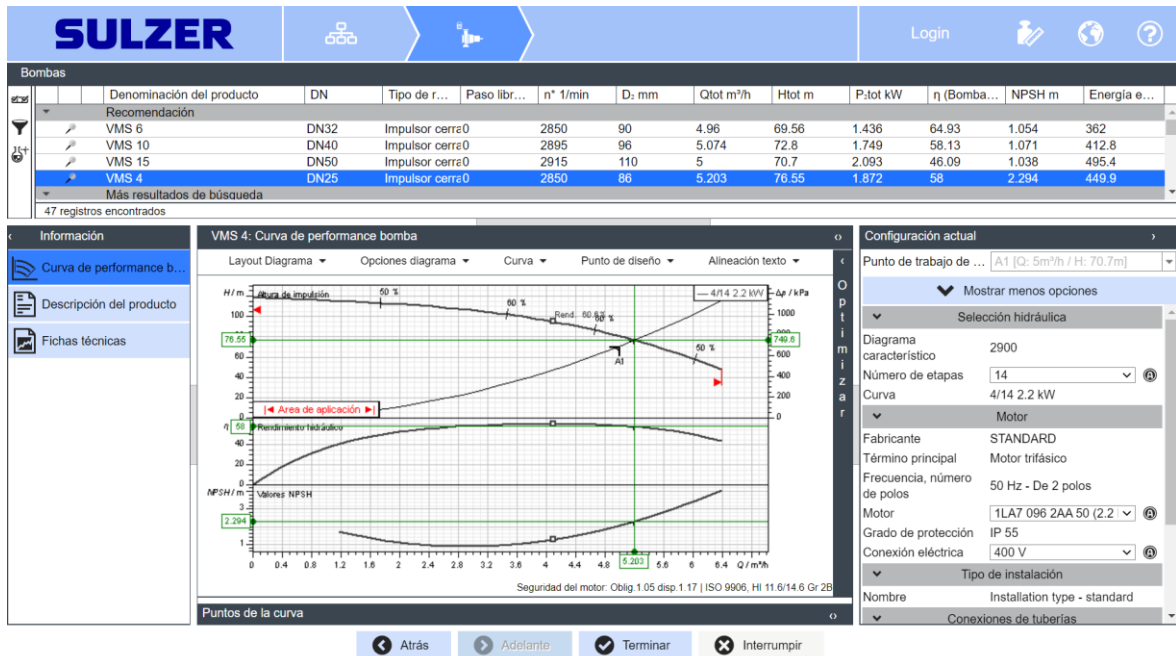 SULZER
Login
Bombas
Denominación del producto DN Tipo de r... Paso libr... n° 1/min D₂ mm Qtot m³/h Htot m P₂tot kW η (Bomba... NPSH m Energía e...
Recomendación
VMS 6 DN32 Impulsor cerra 0 2850 90 4.96 69.56 1.436 64.93 1.054 362
VMS 10 DN40 Impulsor cerra 0 2895 96 5.074 72.8 1.749 58.13 1.071 412.8
VMS 15 DN50 Impulsor cerra 0 2915 110 5 70.7 2.093 46.09 1.038 495.4
VMS 4 DN25 Impulsor cerra 0 2850 86 5.203 76.55 1.872 58 2.294 449.9
Más resultados de búsqueda
47 registros encontrados
Información
Curva de performance b...
Descripción del producto
Fichas técnicas
VMS 4: Curva de performance bomba
Layout Diagrama Opciones diagrama Curva Punto de diseño Alineación texto
Optimizar
H / m Altura de impulsión 50 % 4/14 2.2 kW Δp / kPa
60 %
100 Rend. 60 % 1000
76.55 749.6
60 A1 50 % 600
40 400
20 200
Area de aplicación
0 0
η 58 Rendimiento hidráulico
40
20
0
NPSH / m Valores NPSH
3
2.294
1
0 0.4 0.8 1.2 1.6 2 2.4 2.8 3.2 3.6 4 4.4 4.8 5.203 5.6 6 6.4 Q / m³/h
Seguridad del motor: Oblig.1.05 disp.1.17 | ISO 9906, HI 11.6/14.6 Gr 2B
Puntos de la curva
Configuración actual
Punto de trabajo de ... A1 [Q: 5m³/h / H: 70.7m]
Mostrar menos opciones
Selección hidráulica
Diagrama
característico 2900
Número de etapas 14
Curva 4/14 2.2 kW
Motor
Fabricante STANDARD
Término principal Motor trifásico
Frecuencia, número
de polos 50 Hz - De 2 polos
Motor 1LA7 096 2AA 50 (2.2
Grado de protección IP 55
Conexión eléctrica 400 V
Tipo de instalación
Nombre Installation type - standard
Conexiones de tuberías
Atrás Adelante Terminar Interrumpir